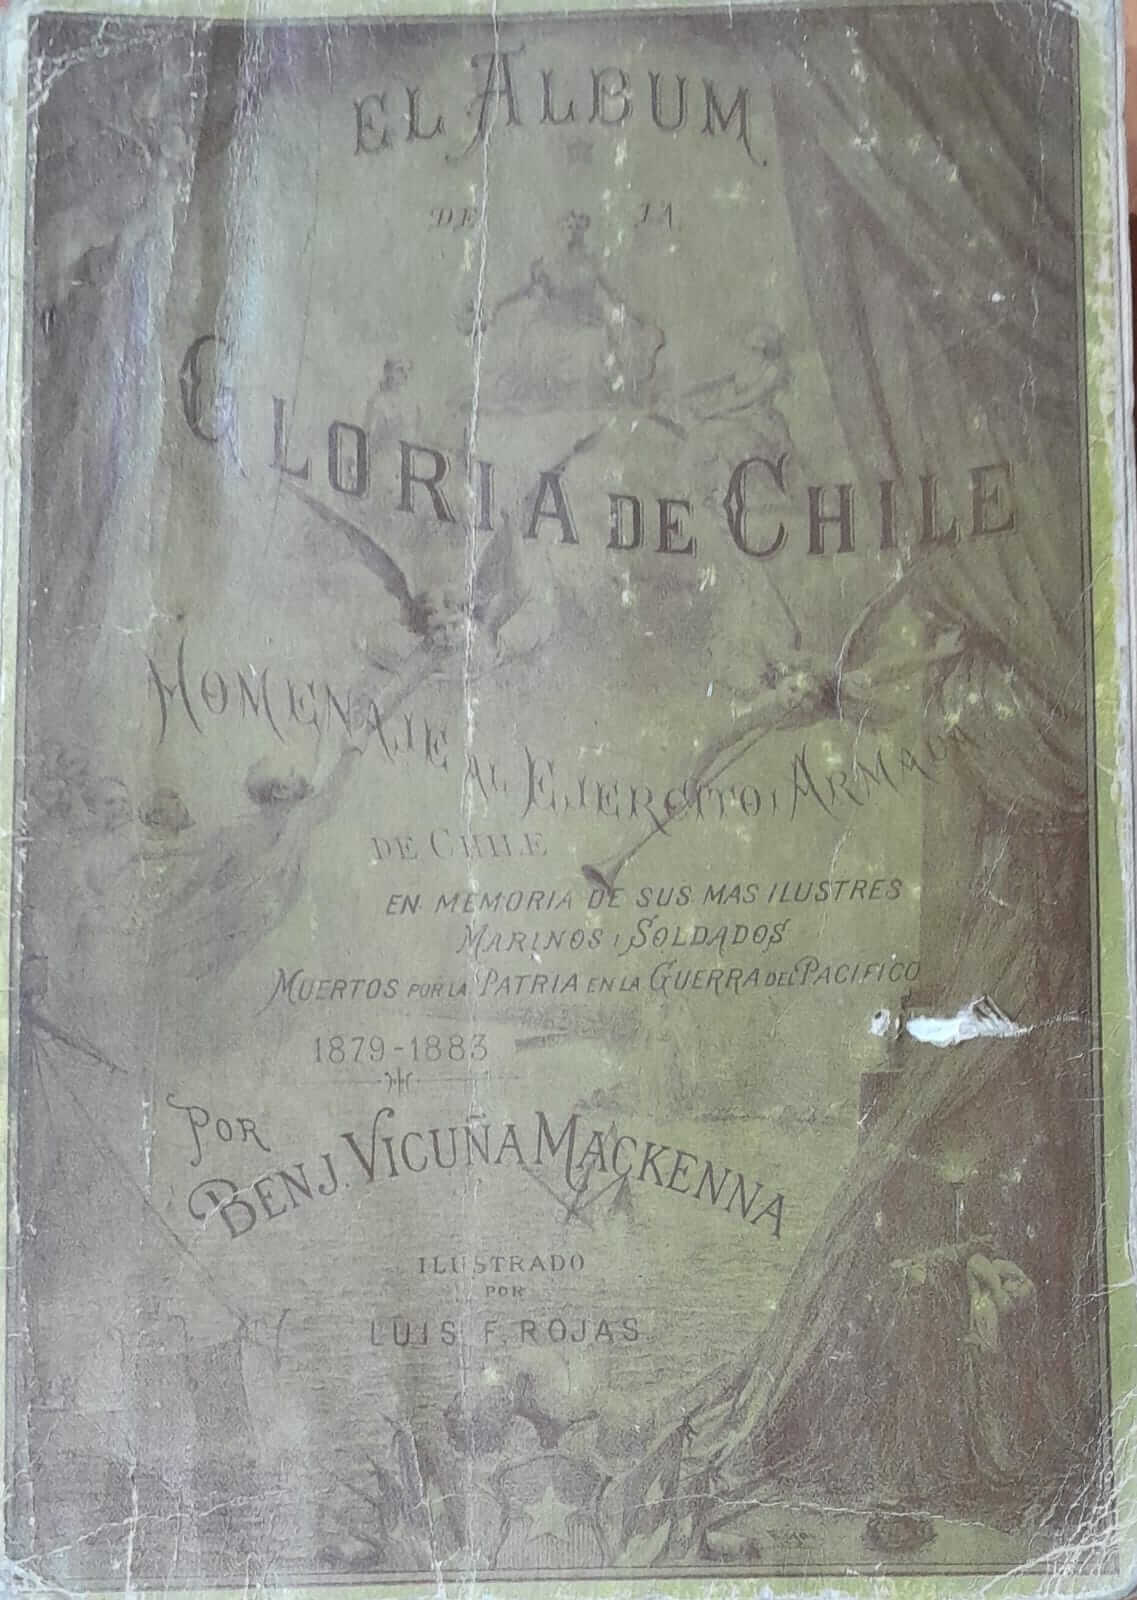 EL ALBUM
DE LA
GLORIA DE CHILE
HOMENAJE AL EJERCITO I ARMADA
DE CHILE
EN MEMORIA DE SUS MAS ILUSTRES
MARINOS I SOLDADOS
MUERTOS POR LA PATRIA EN LA GUERRA DEL PACIFICO
1879-1883
POR
BENJ. VICUÑA MACKENNA
ILUSTRADO
POR
LUIS F. ROJAS